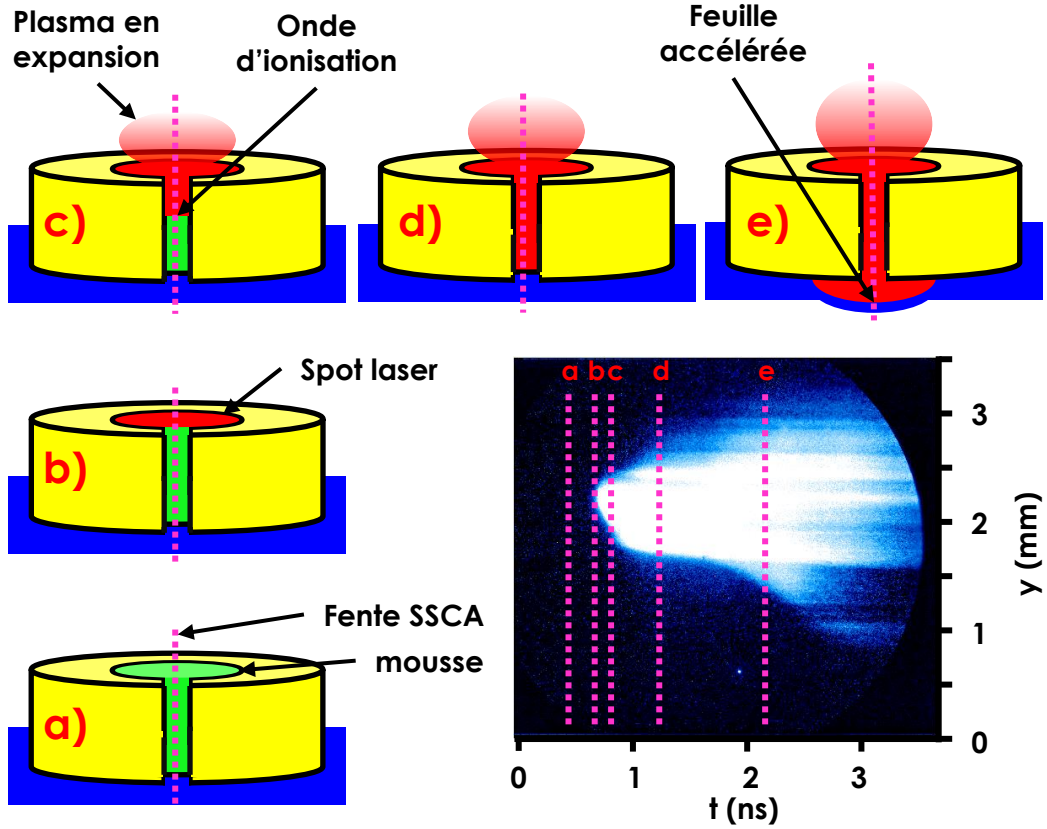 Plasma en
expansion
Onde
d’ionisation
Feuille
accélérée
c)
d)
e)
Spot laser
b)
Fente SSCA
mousse
a)
a b c d e
3
2
1
0
y (mm)
0 1 2 3
t (ns)